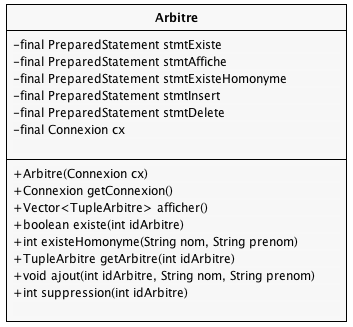 Arbitre
-final PreparedStatement stmtExiste
-final PreparedStatement stmtAffiche
-final PreparedStatement stmtExisteHomonyme
-final PreparedStatement stmtInsert
-final PreparedStatement stmtDelete
-final Connexion cx
+Arbitre(Connexion cx)
+Connexion getConnexion()
+Vector<TupleArbitre> afficher()
+boolean existe(int idArbitre)
+int existeHomonyme(String nom, String prenom)
+TupleArbitre getArbitre(int idArbitre)
+void ajout(int idArbitre, String nom, String prenom)
+int suppression(int idArbitre)